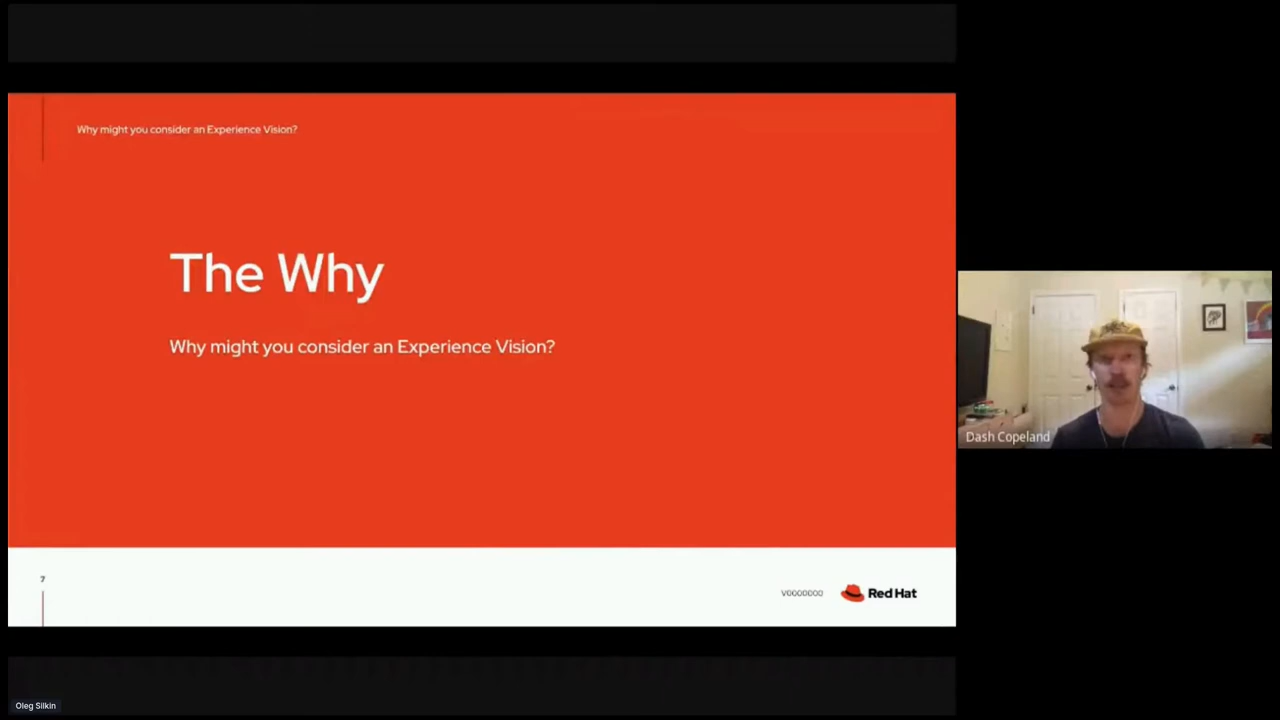 Why might you consider an Experience Vision?
The Why
Why might you consider an Experience Vision?
7
V0000000
Red Hat
Dash Copeland
Oleg Silkin